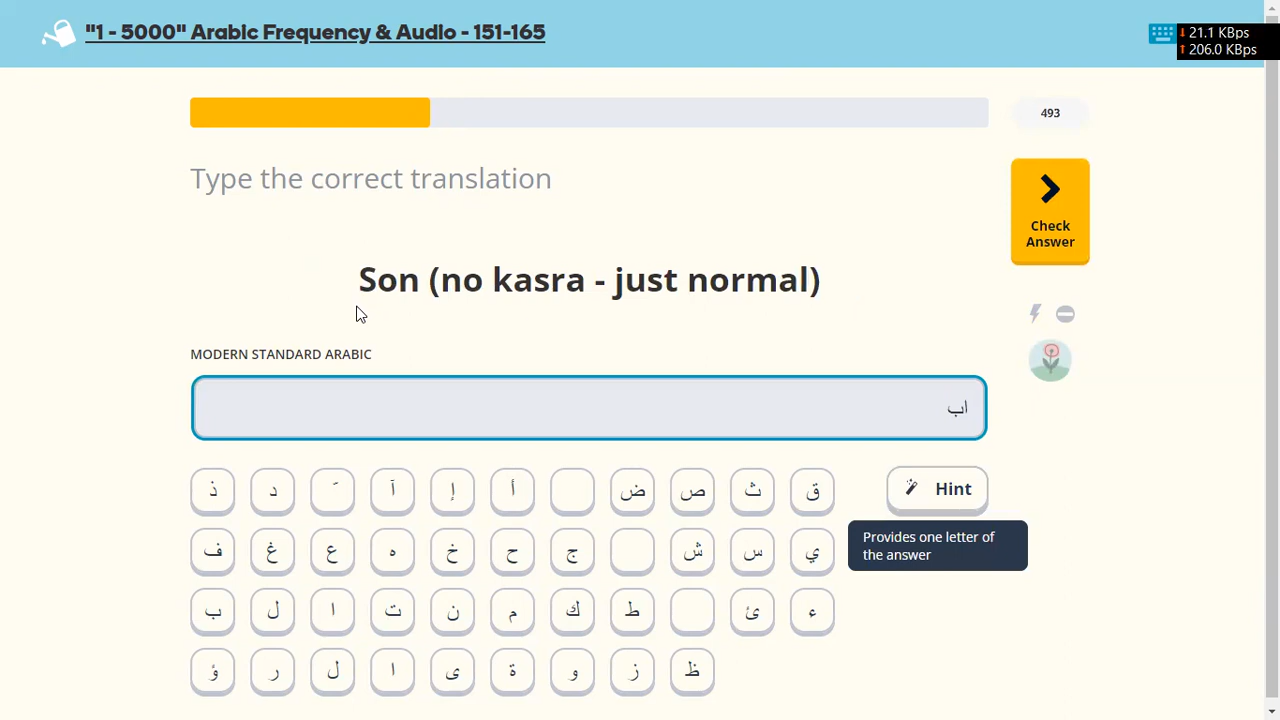 "1 - 5000" Arabic Frequency & Audio - 151-165
↓ 21.1 KBps
↑ 206.0 KBps
493
Type the correct translation
Check
Answer
Son (no kasra - just normal)
MODERN STANDARD ARABIC
اب
ذ د َ آ إ أ ض ص ث ق
Hint
Provides one letter of
the answer
ف غ ع ه خ ح ج ش س ي
ب ل ا ت ن م ك ط ئ ء
ؤ ر ل ا ى ة و ز ظ